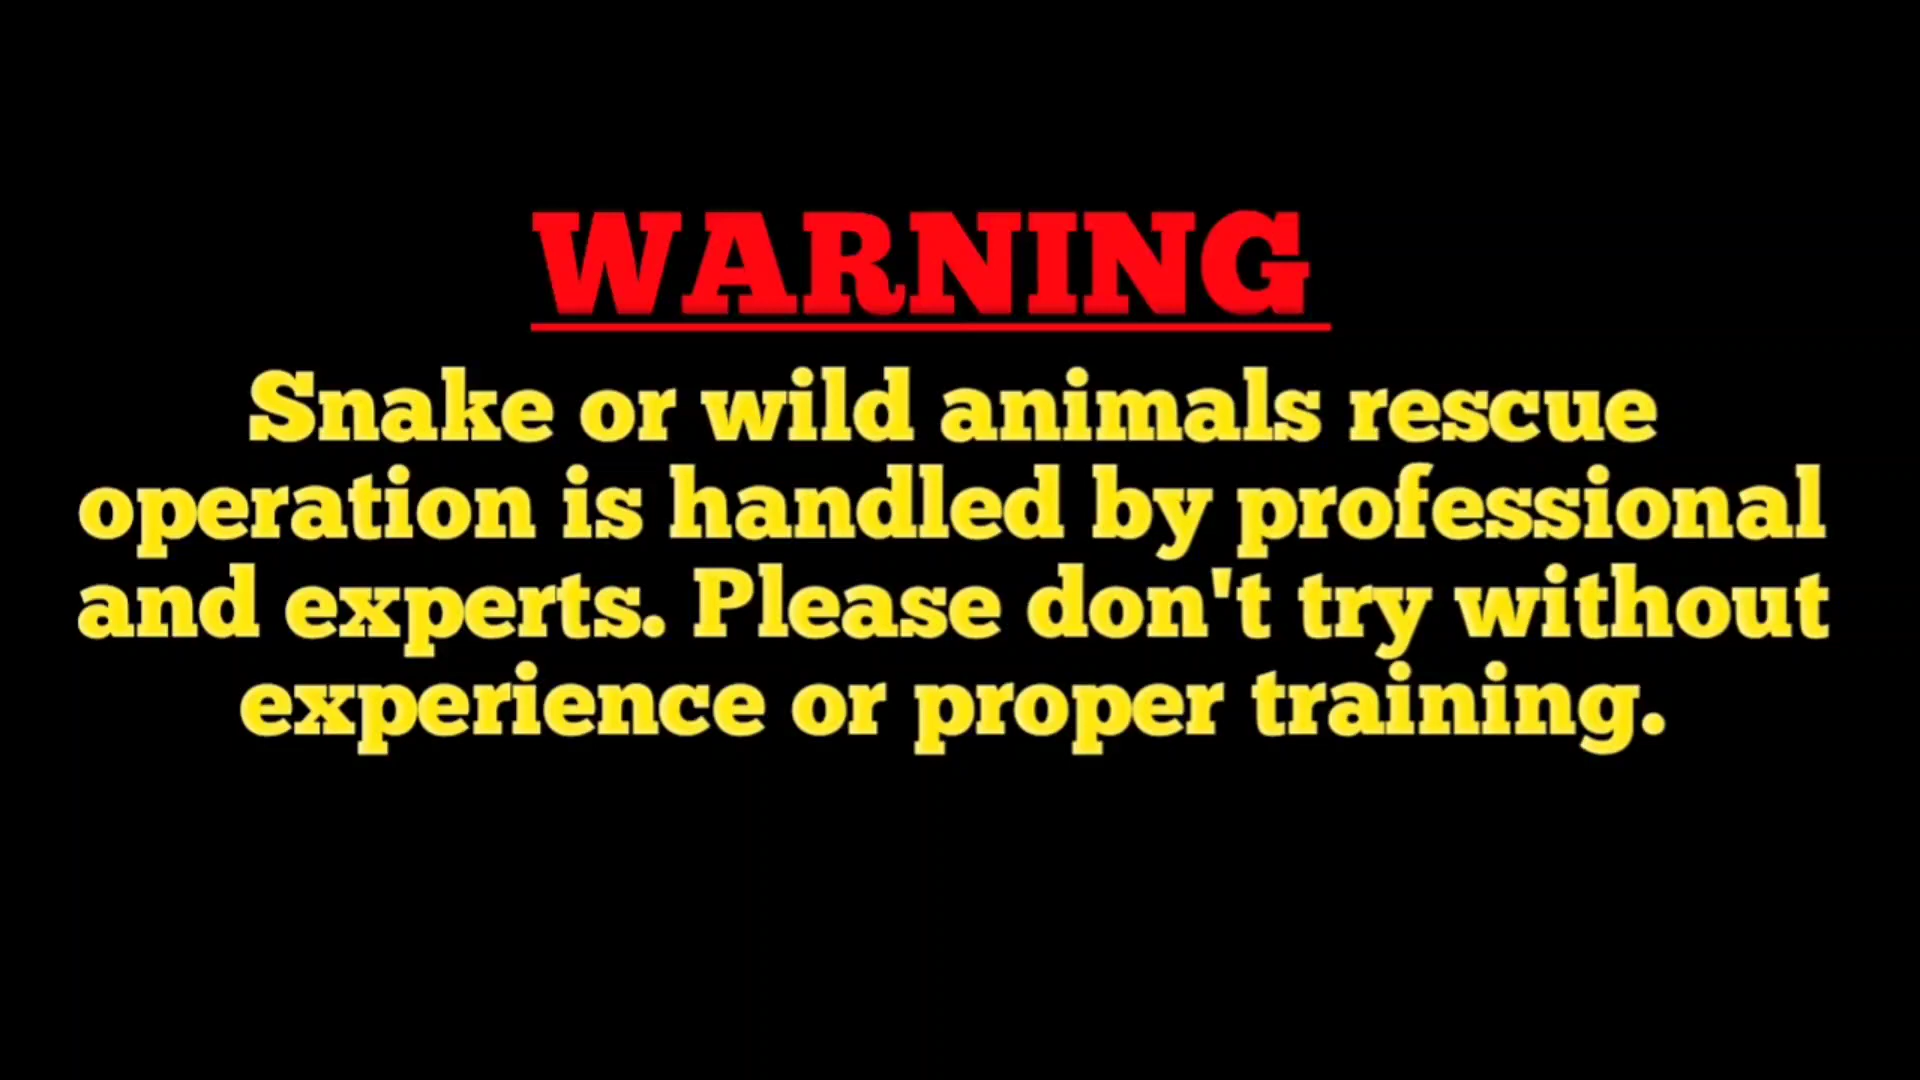 WARNING
Snake or wild animals rescue
operation is handled by professional
and experts. Please don't try without
experience or proper training.